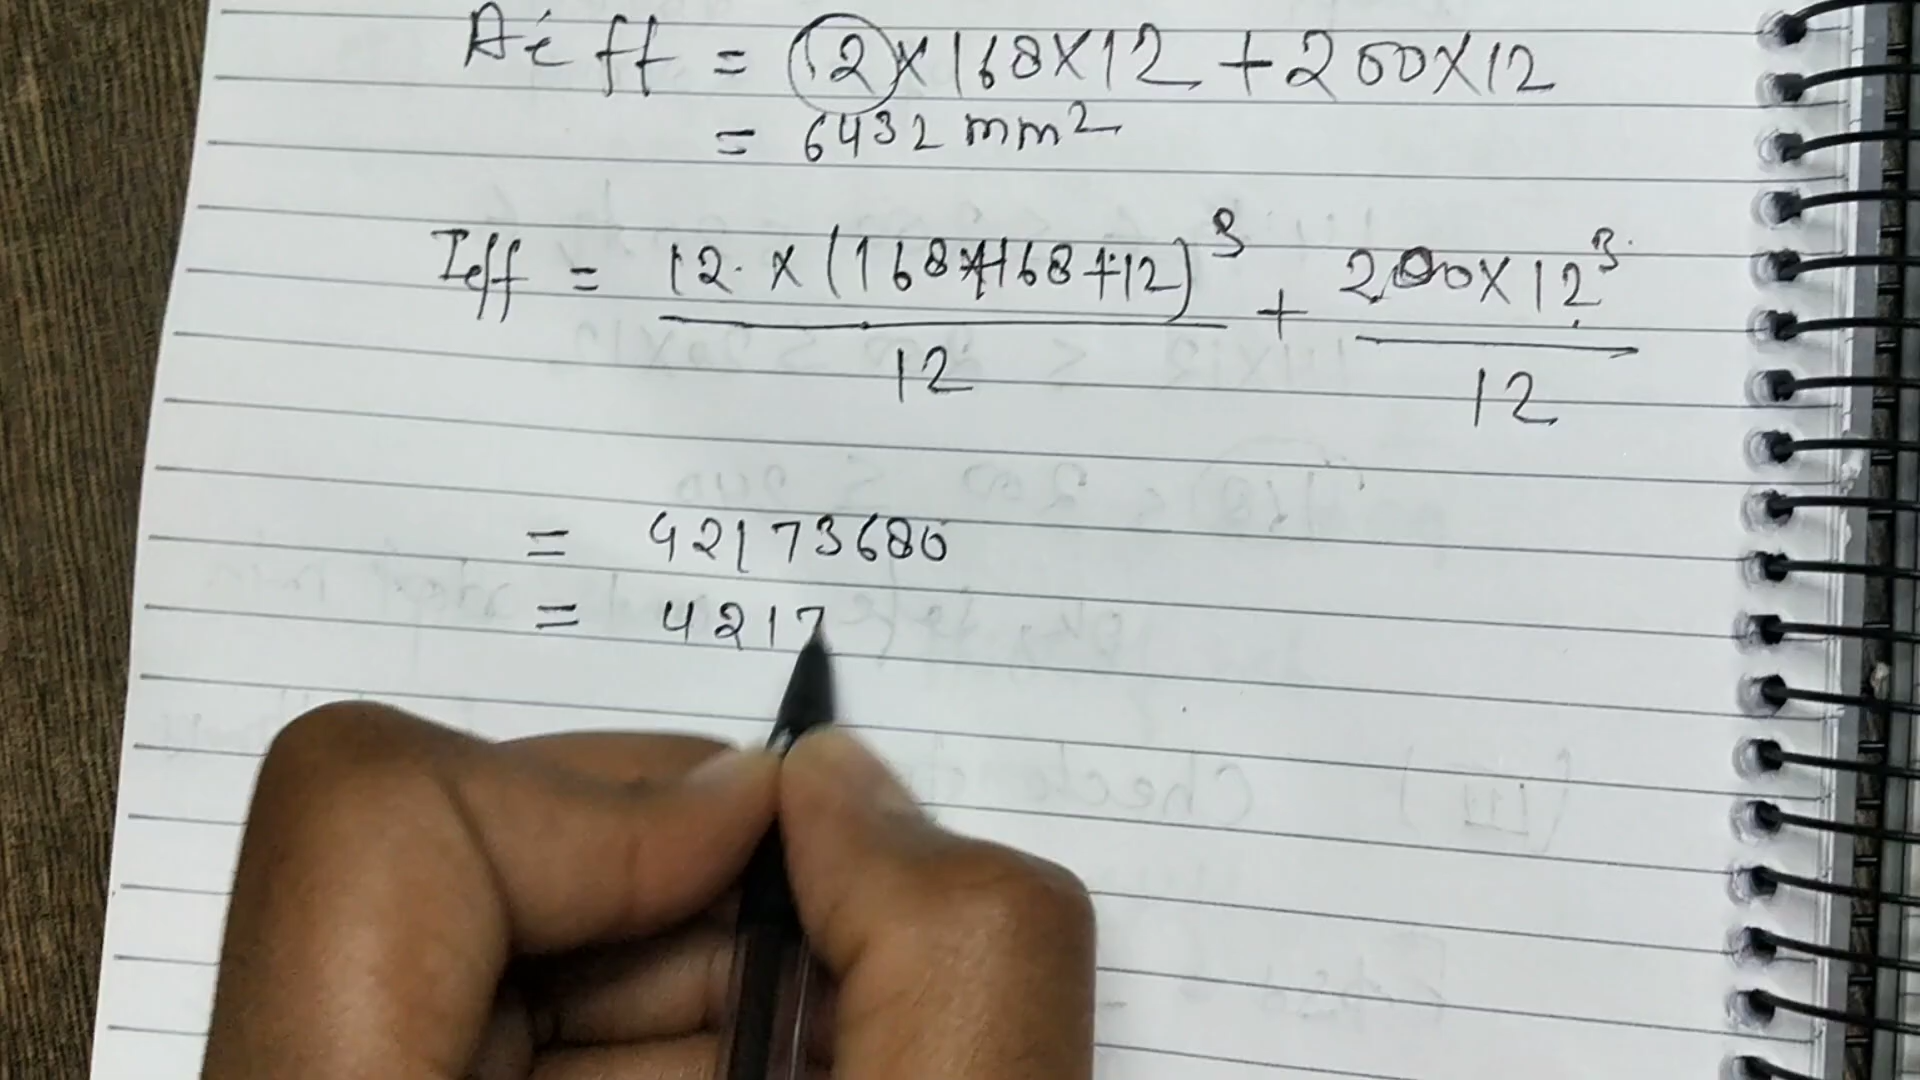 Aeff = (2)×168×12 + 200×12
= 6432 mm2
Ieff = 12 × (168+168+12)3 / 12 + 200×123 / 12
= 42173680
= 4217